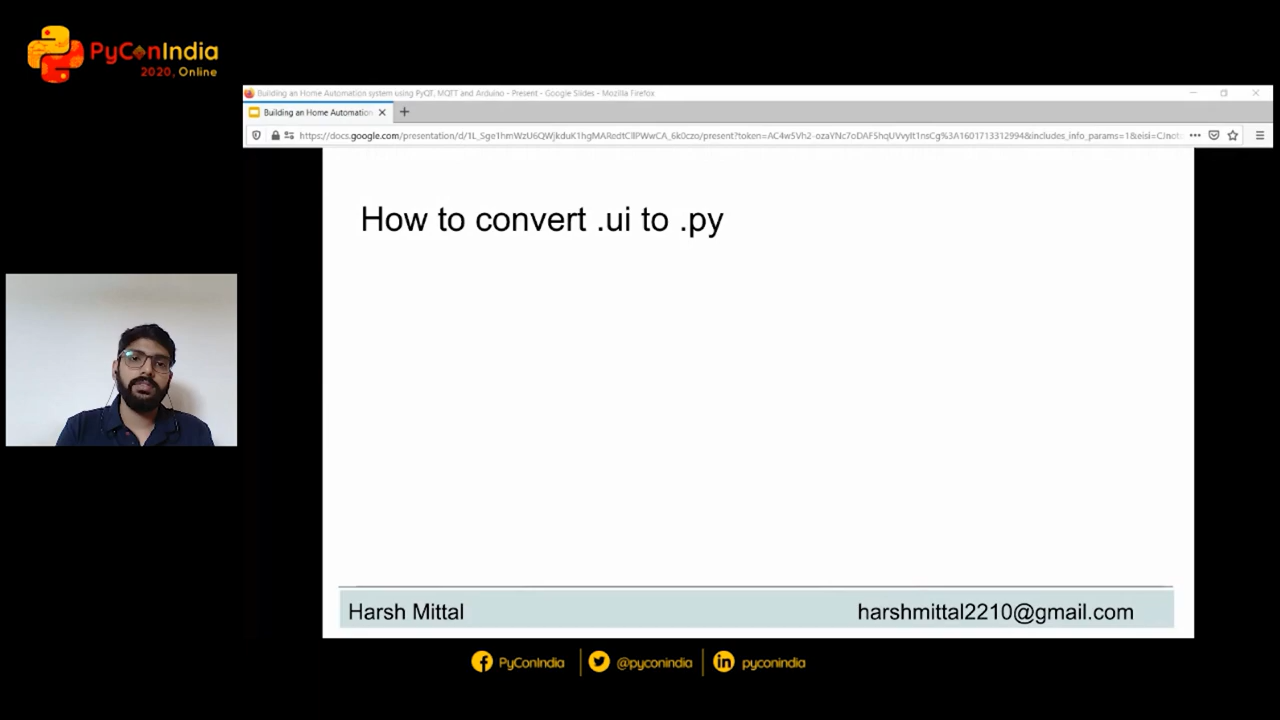 PyConIndia
2020, Online
Building an Home Automation system using PyQT, MQTT and Arduino - Present - Google Slides - Mozilla Firefox
Building an Home Automation
How to convert .ui to .py
Harsh Mittal
harshmittal2210@gmail.com
PyConIndia
@pyconindia
pyconindia